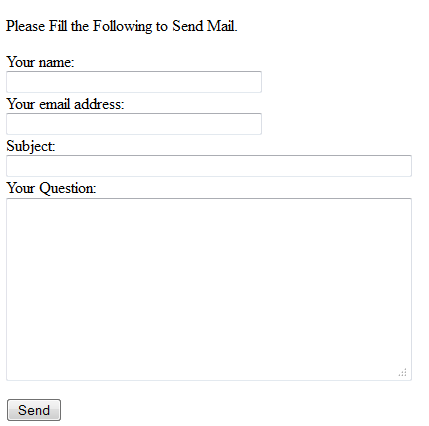 Please Fill the Following to Send Mail.
Your name:
Your email address:
Subject:
Your Question:
Send